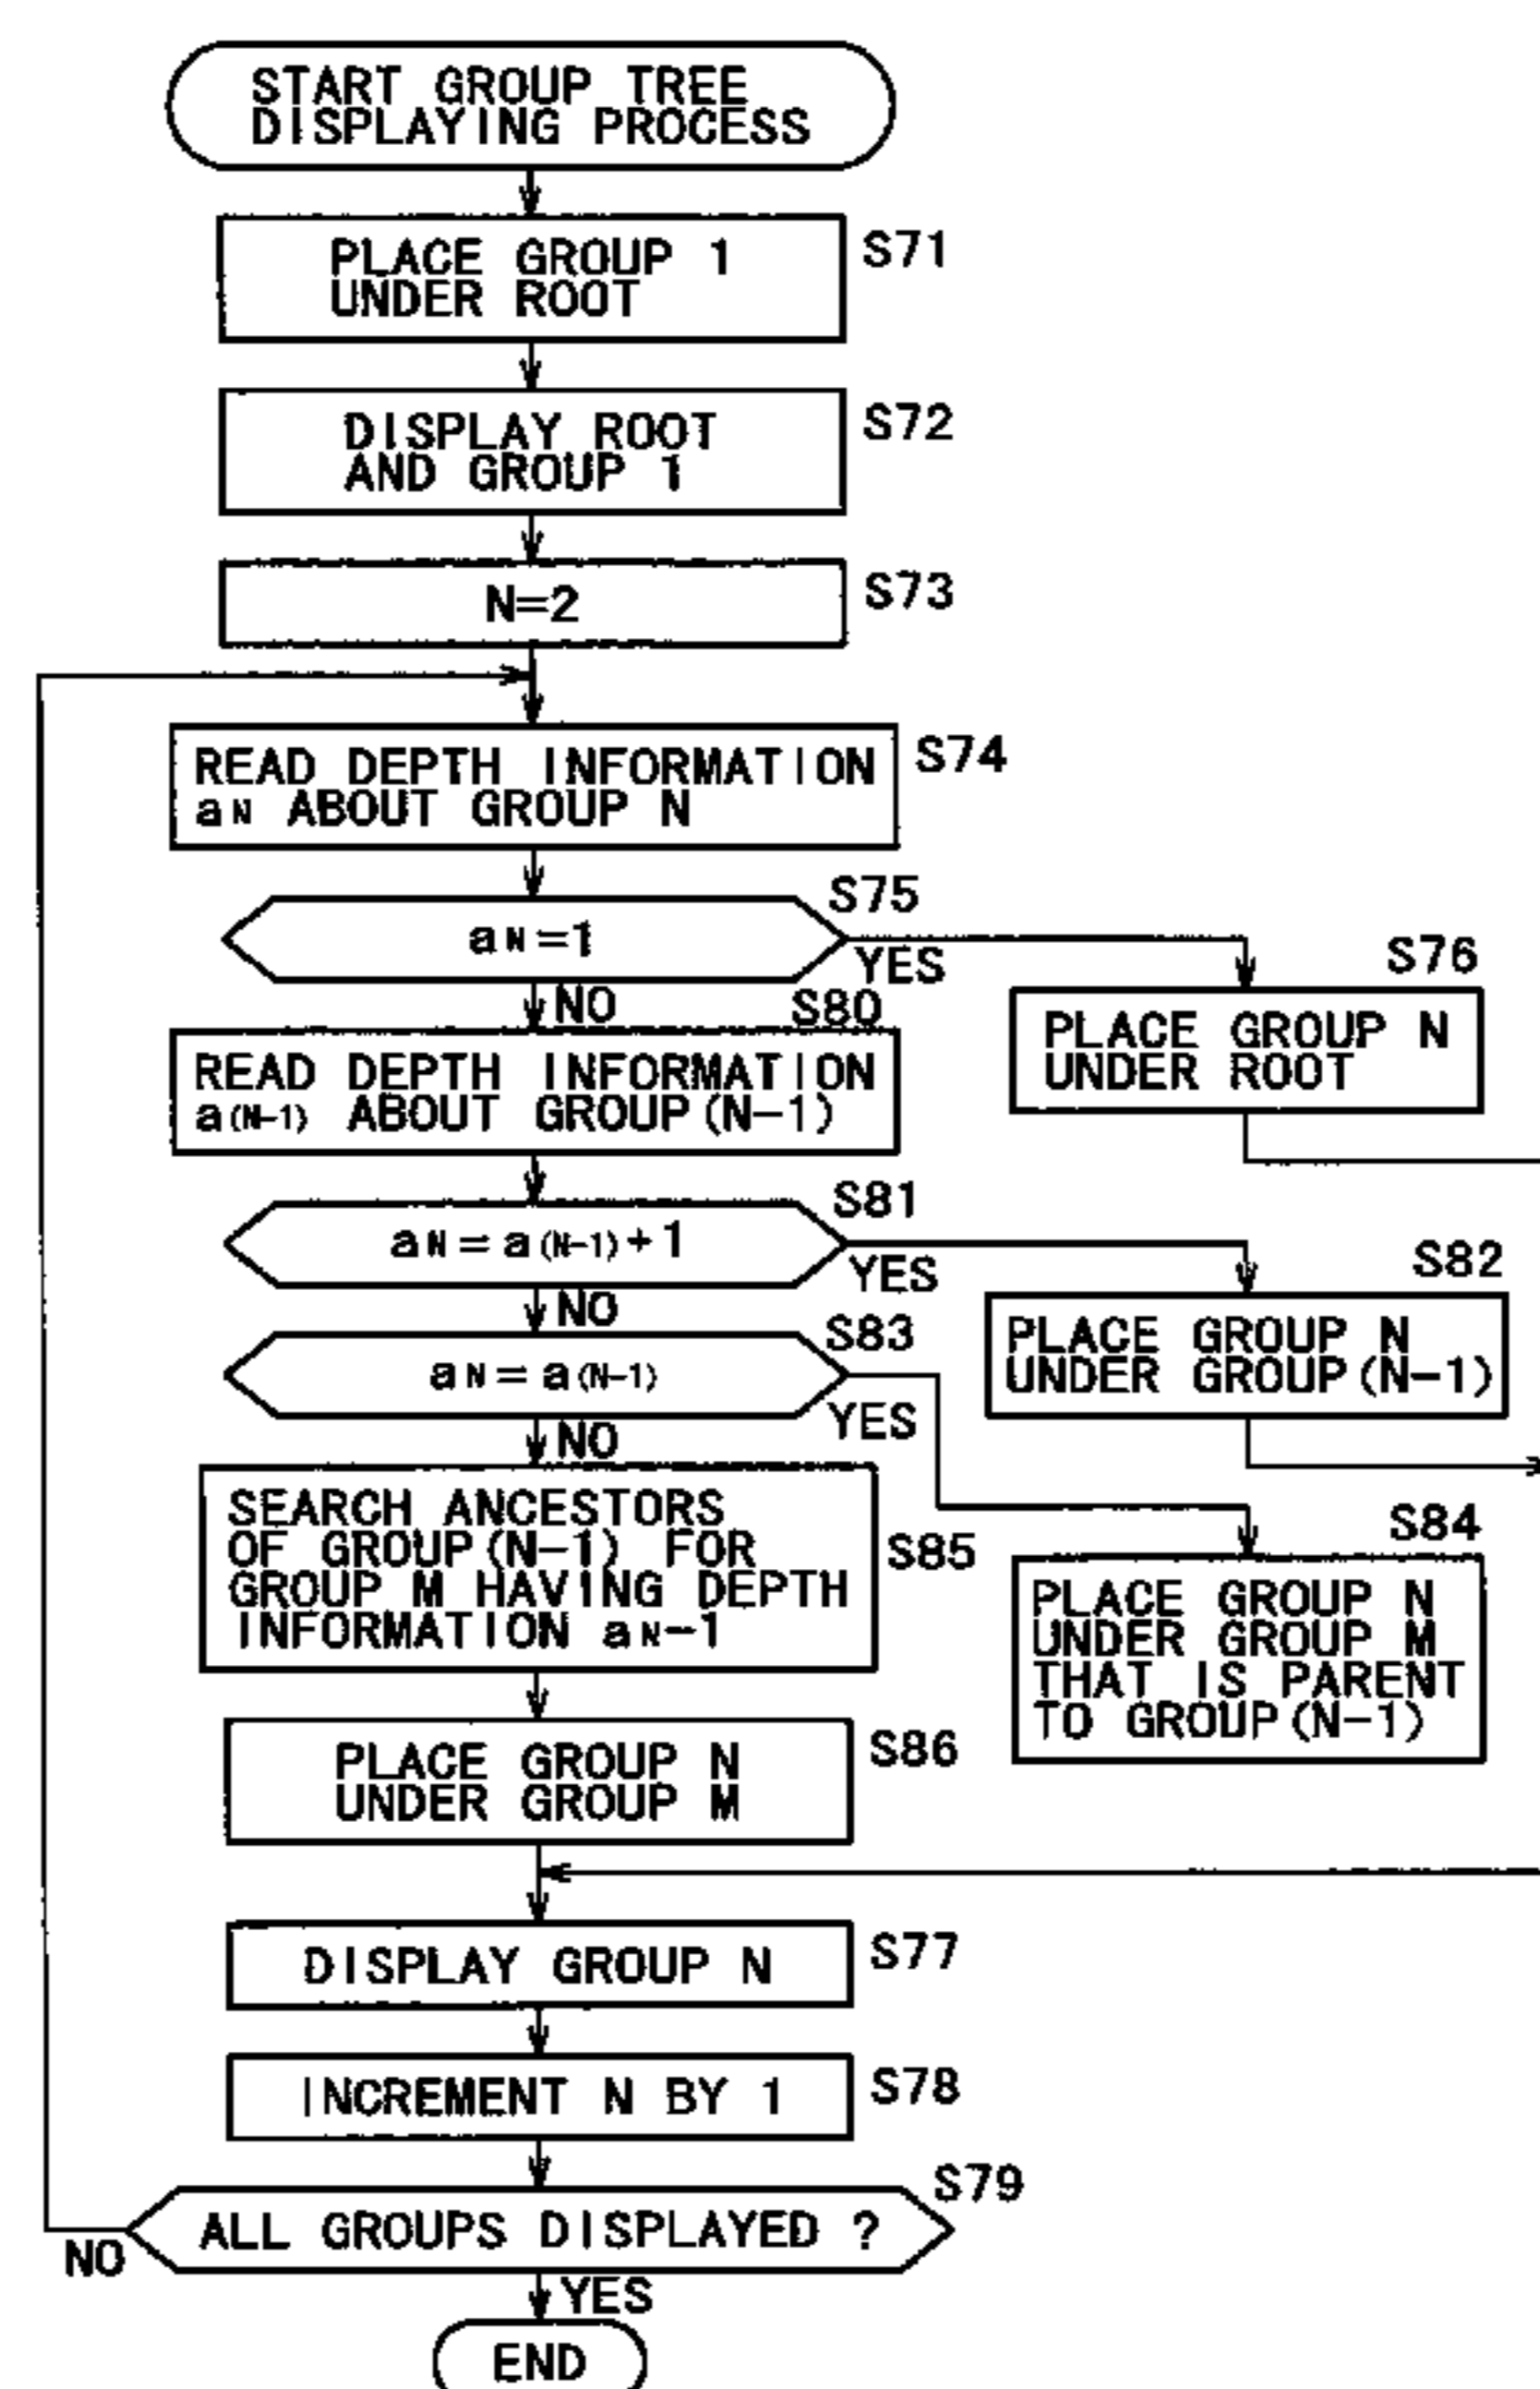 START GROUP TREE
DISPLAYING PROCESS
PLACE GROUP 1
UNDER ROOT
S71
DISPLAY ROOT
AND GROUP 1
S72
N=2
S73
READ DEPTH INFORMATION
aN ABOUT GROUP N
S74
aN=1
S75
YES
NO
S76
PLACE GROUP N
UNDER ROOT
S80
READ DEPTH INFORMATION
a(N-1) ABOUT GROUP(N-1)
aN=a(N-1)+1
S81
YES
NO
S82
PLACE GROUP N
UNDER GROUP(N-1)
aN=a(N-1)
S83
YES
NO
S84
PLACE GROUP N
UNDER GROUP M
THAT IS PARENT
TO GROUP(N-1)
SEARCH ANCESTORS
OF GROUP(N-1) FOR
GROUP M HAVING DEPTH
INFORMATION aN-1
S85
PLACE GROUP N
UNDER GROUP M
S86
DISPLAY GROUP N
S77
INCREMENT N BY 1
S78
ALL GROUPS DISPLAYED ?
S79
NO
YES
END